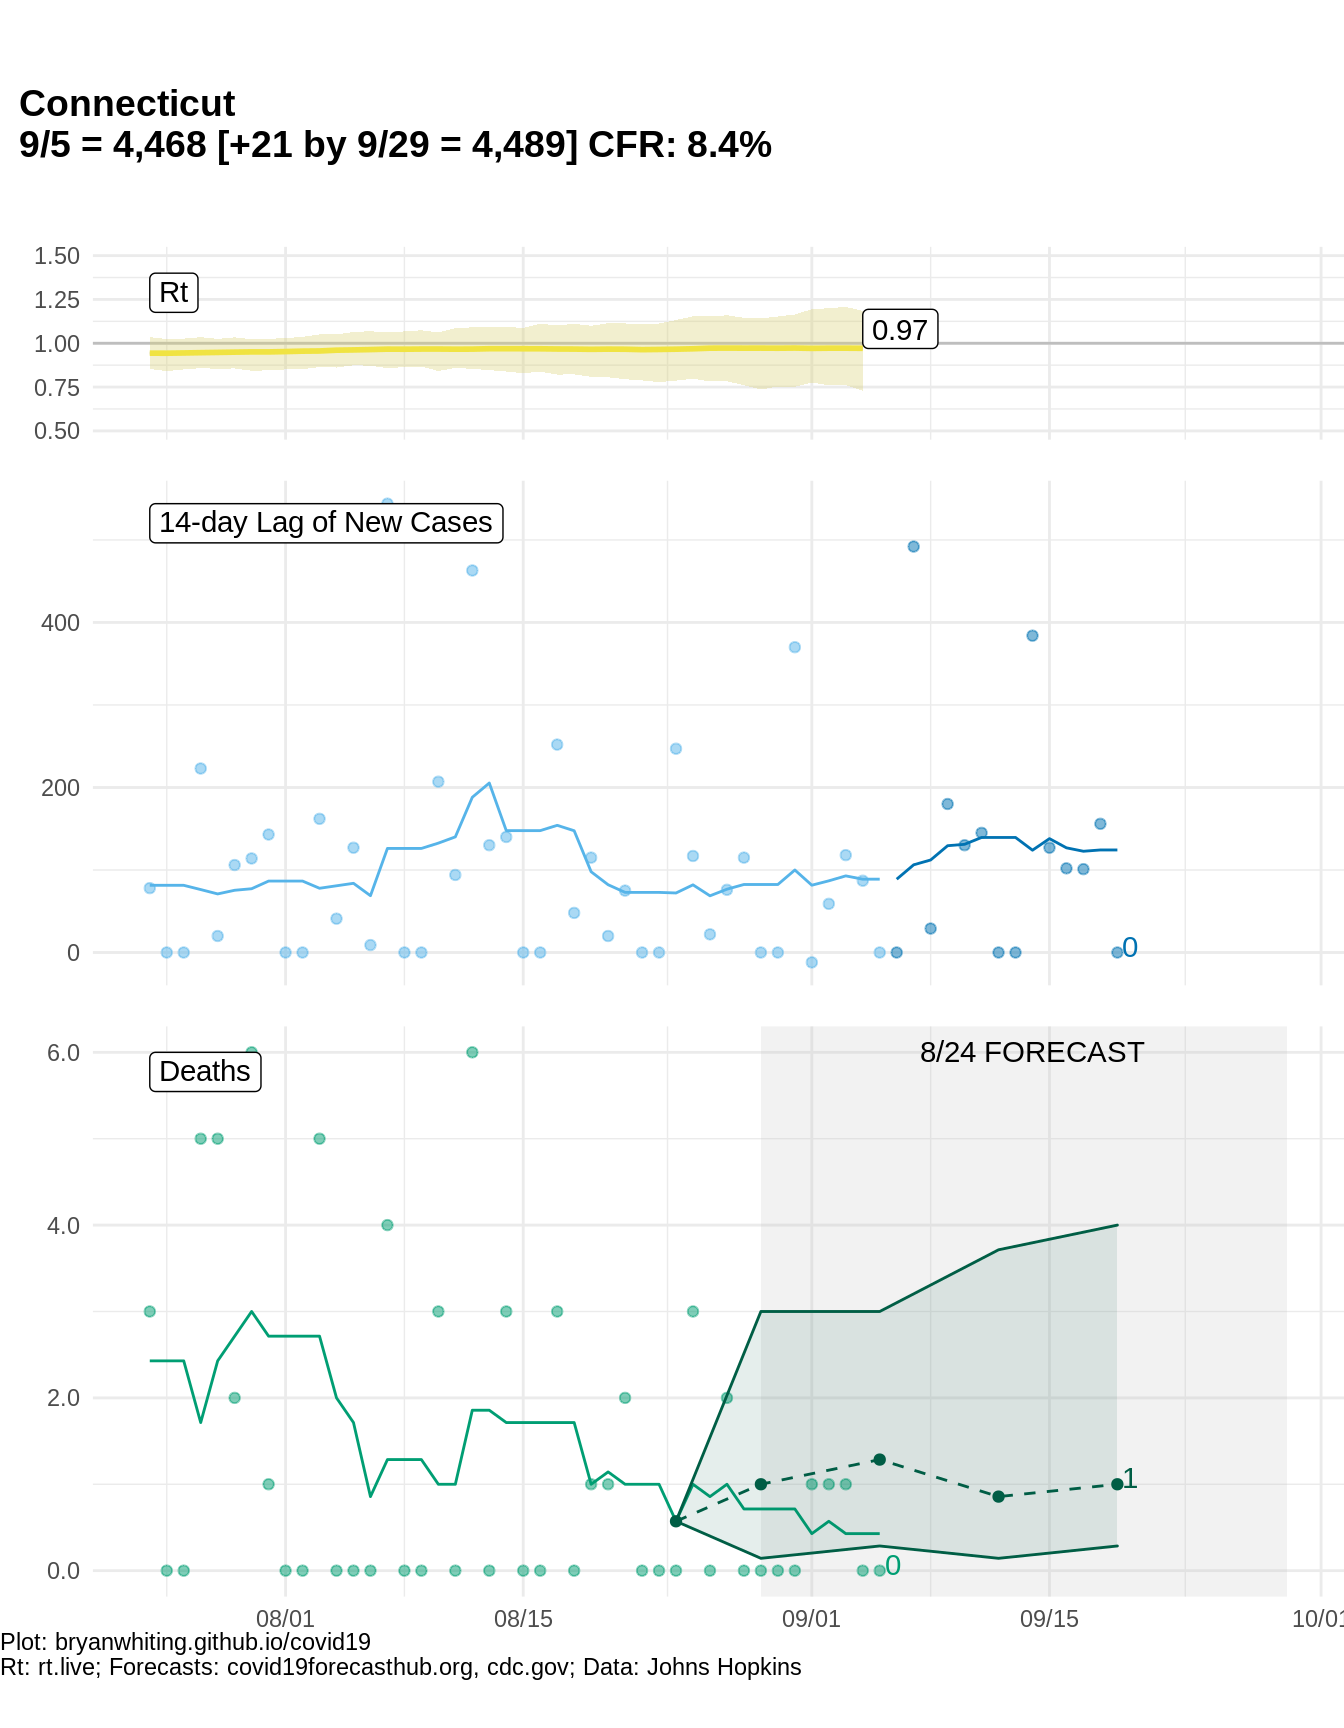 Connecticut
9/5 = 4,468 [+21 by 9/29 = 4,489] CFR: 8.4%
1.50
1.25
1.00
0.75
0.50
Rt
0.97
14-day Lag of New Cases
400
200
0
0
6.0
4.0
2.0
0.0
Deaths
8/24 FORECAST
1
0
08/01 08/15 09/01 09/15 10/01
Plot: bryanwhiting.github.io/covid19
Rt: rt.live; Forecasts: covid19forecasthub.org, cdc.gov; Data: Johns Hopkins